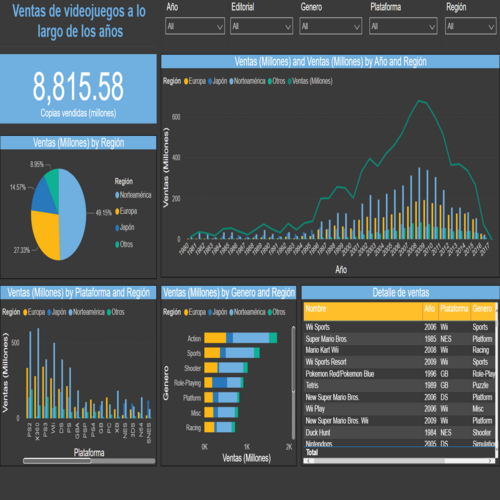 Ventas de videojuegos a lo
largo de los años
Año
Editorial
Genero
Plataforma
Región
All
All
All
All
All
8,815.58
Copias vendidas (millones)
Ventas (Millones) by Región
8.95%
14.57%
27.33%
49.15%
Región
Norteamérica
Europa
Japón
Otros
Ventas (Millones) and Ventas (Millones) by Año and Región
Región Europa Japón Norteamérica Otros Ventas (Millones)
Ventas (Millones)
600
400
200
0
Año
Ventas (Millones) by Plataforma and Región
Región Europa Japón Norteamérica Otros
Ventas (Millones)
500
0
PS2 X360 PS3 Wii DS PS GBA PSP PS4 GB PC XB NES 3DS N64 SNES
Plataforma
Ventas (Millones) by Genero and Región
Región Europa Japón Norteamérica Otros
Genero
Action
Sports
Shooter
Role-Playing
Platform
Misc
Racing
0K 1K 2K
Ventas (Millones)
Detalle de ventas
Nombre Año Plataforma Genero
Wii Sports 2006 Wii Sports
Super Mario Bros. 1985 NES Platform
Mario Kart Wii 2008 Wii Racing
Wii Sports Resort 2009 Wii Sports
Pokemon Red/Pokemon Blue 1996 GB Role-Play
Tetris 1989 GB Puzzle
New Super Mario Bros. 2006 DS Platform
Wii Play 2006 Wii Misc
New Super Mario Bros. Wii 2009 Wii Platform
Duck Hunt 1984 NES Shooter
Nintendogs 2005 DS Simulation
Total